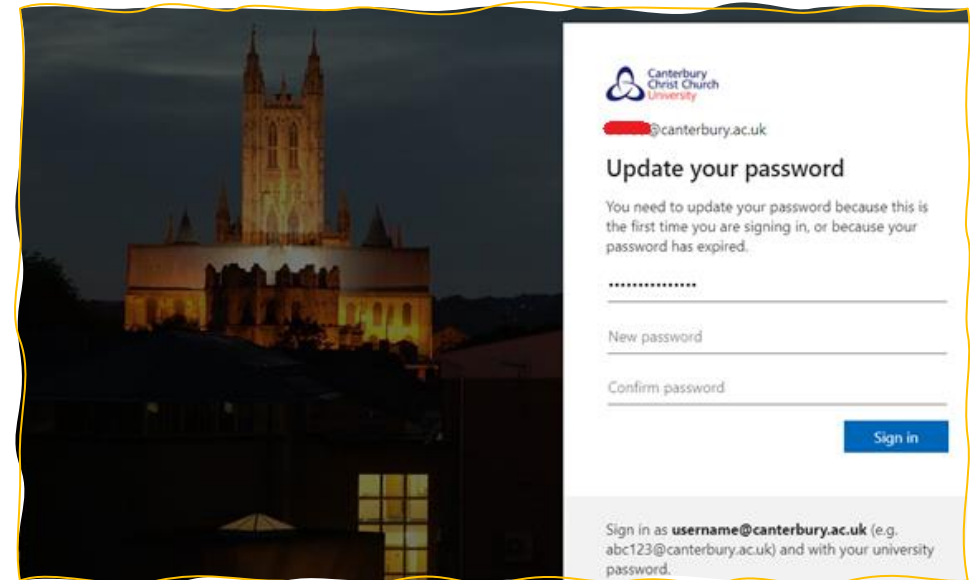 Canterbury
Christ Church
University
@canterbury.ac.uk
Update your password
You need to update your password because this is
the first time you are signing in, or because your
password has expired.
•••••••••••••••
New password
Confirm password
Sign in
Sign in as username@canterbury.ac.uk (e.g.
abc123@canterbury.ac.uk) and with your university
password.